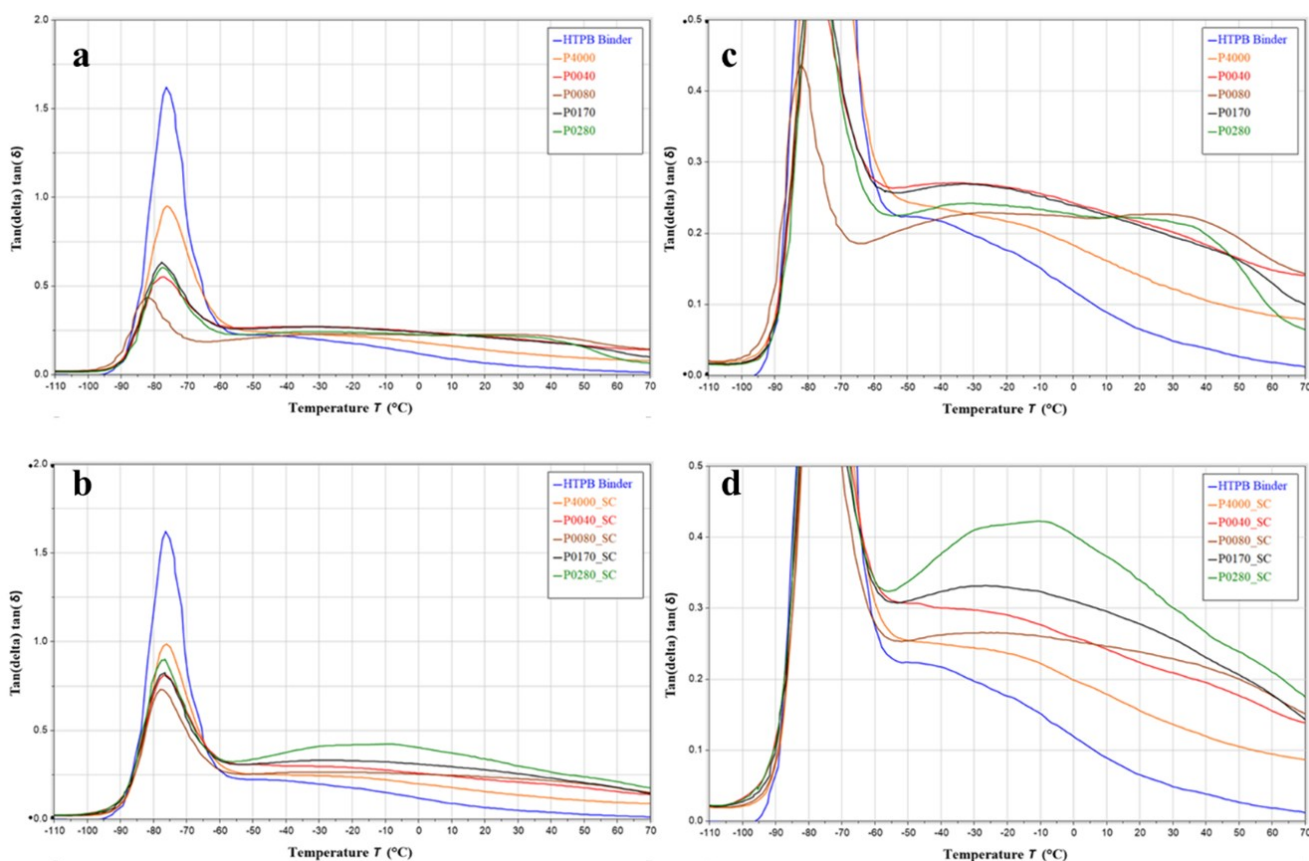 a
2.0
1.5
1.0
0.5
0.0
Tan(delta) tan( δ)
-110 -100 -90 -80 -70 -60 -50 -40 -30 -20 -10 0 10 20 30 40 50 60 70
Temperature T (°C)
HTPB Binder
P4000
P0040
P0080
P0170
P0280
c
0.5
0.4
0.3
0.2
0.1
0.0
Tan(delta) tan( δ)
-110 -100 -90 -80 -70 -60 -50 -40 -30 -20 -10 0 10 20 30 40 50 60 70
Temperature T (°C)
HTPB Binder
P4000
P0040
P0080
P0170
P0280
b
2.0
1.5
1.0
0.5
0.0
Tan(delta) tan( δ)
-110 -100 -90 -80 -70 -60 -50 -40 -30 -20 -10 0 10 20 30 40 50 60 70
Temperature T (°C)
HTPB Binder
P4000_SC
P0040_SC
P0080_SC
P0170_SC
P0280_SC
d
0.5
0.4
0.3
0.2
0.1
0.0
Tan(delta) tan( δ)
-110 -100 -90 -80 -70 -60 -50 -40 -30 -20 -10 0 10 20 30 40 50 60 70
Temperature T (°C)
HTPB Binder
P4000_SC
P0040_SC
P0080_SC
P0170_SC
P0280_SC